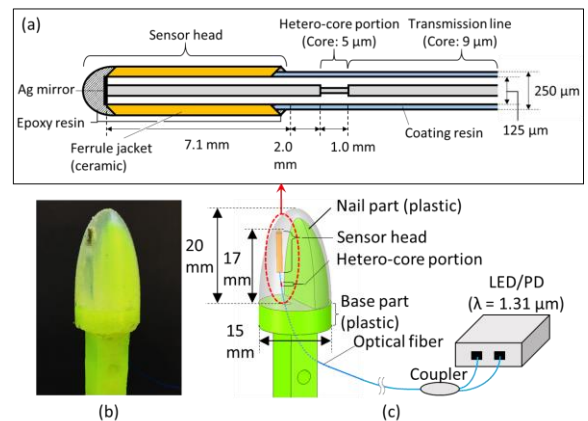 (a)
Sensor head
Hetero-core portion
(Core: 5 μm)
Transmission line
(Core: 9 μm)
Ag mirror
Epoxy resin
Ferrule jacket
(ceramic)
7.1 mm
2.0
mm
1.0 mm
Coating resin
250 μm
125 μm
20
mm
17
mm
15
mm
Nail part (plastic)
Sensor head
Hetero-core portion
Base part
(plastic)
Optical fiber
LED/PD
(λ = 1.31 μm)
Coupler
(b)
(c)